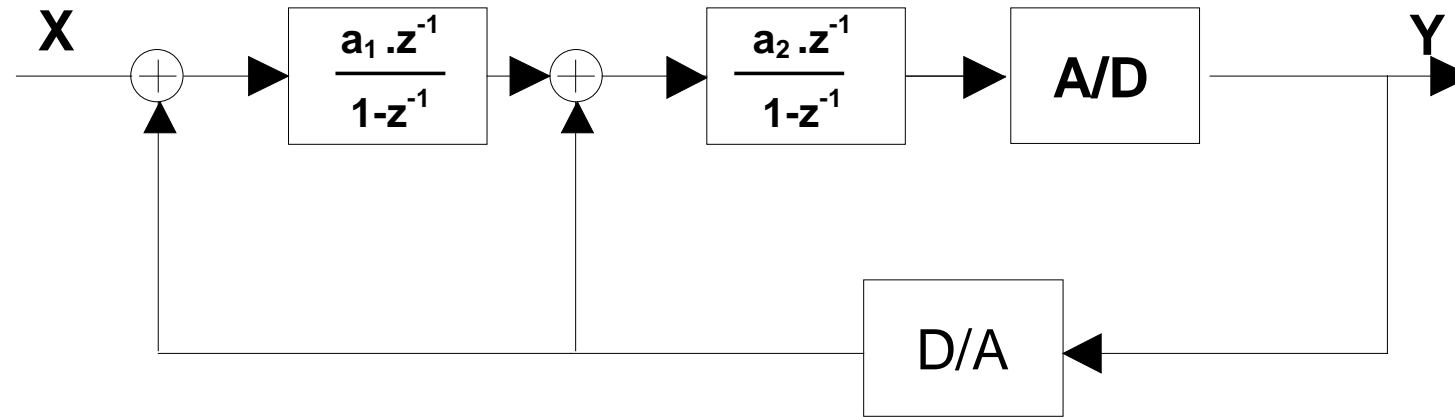 X
a₁ .z⁻¹
1-z⁻¹
a₂ .z⁻¹
1-z⁻¹
A/D
Y
D/A